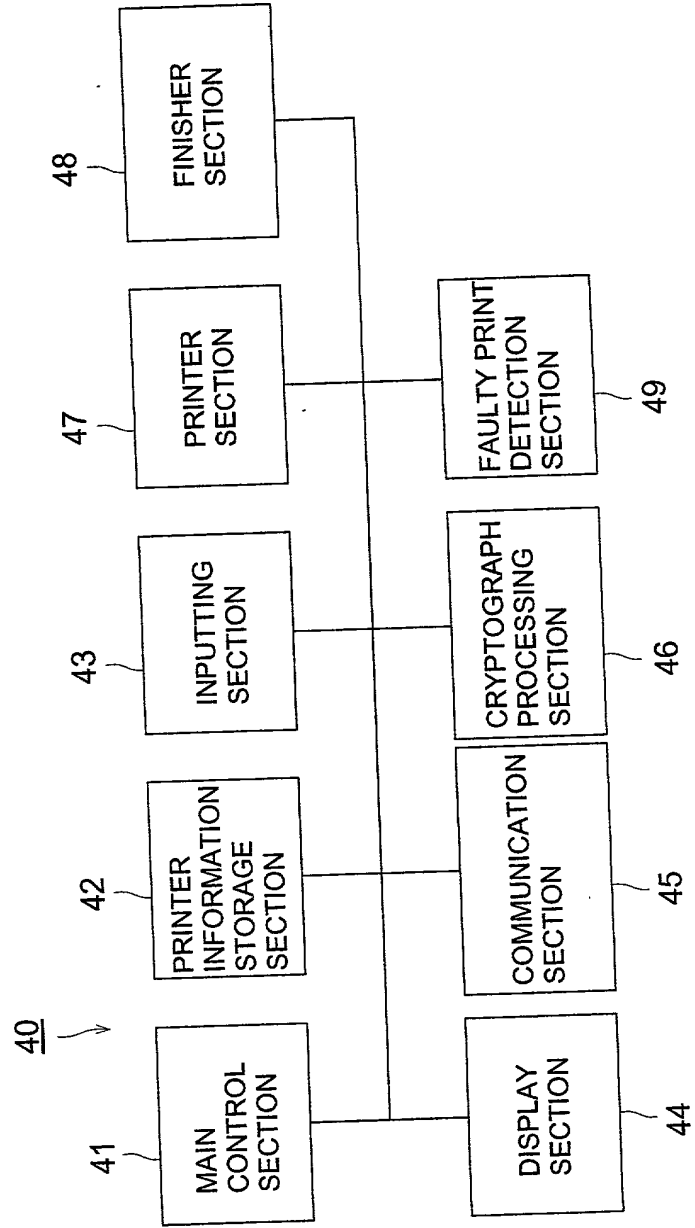 40
41
MAIN
CONTROL
SECTION
42
PRINTER
INFORMATION
STORAGE
SECTION
43
INPUTTING
SECTION
47
PRINTER
SECTION
48
FINISHER
SECTION
DISPLAY
SECTION
44
COMMUNICATION
SECTION
45
CRYPTOGRAPH
PROCESSING
SECTION
46
FAULTY PRINT
DETECTION
SECTION
49